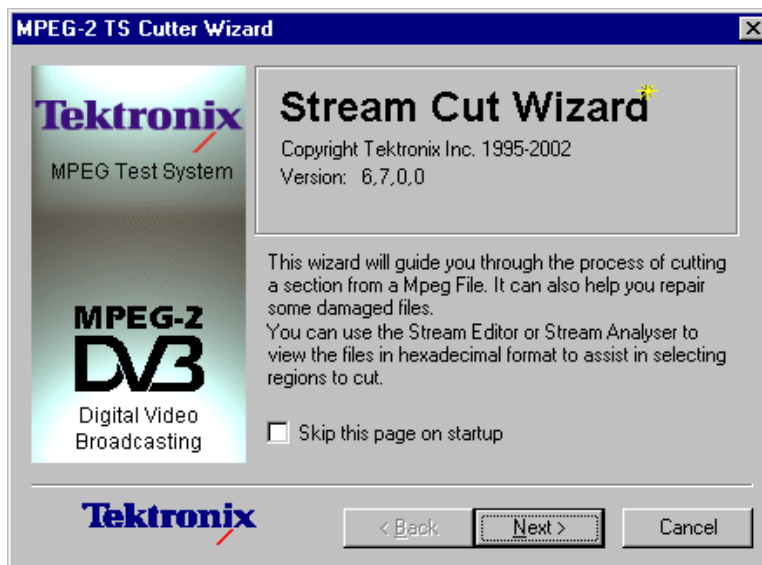 MPEG-2 TS Cutter Wizard
Tektronix
MPEG Test System
MPEG-2
DVB
Digital Video
Broadcasting
Stream Cut Wizard
Copyright Tektronix Inc. 1995-2002
Version: 6,7,0,0
This wizard will guide you through the process of cutting
a section from a Mpeg File. It can also help you repair
some damaged files.
You can use the Stream Editor or Stream Analyser to
view the files in hexadecimal format to assist in selecting
regions to cut.
Skip this page on startup
Tektronix
< Back
Next >
Cancel